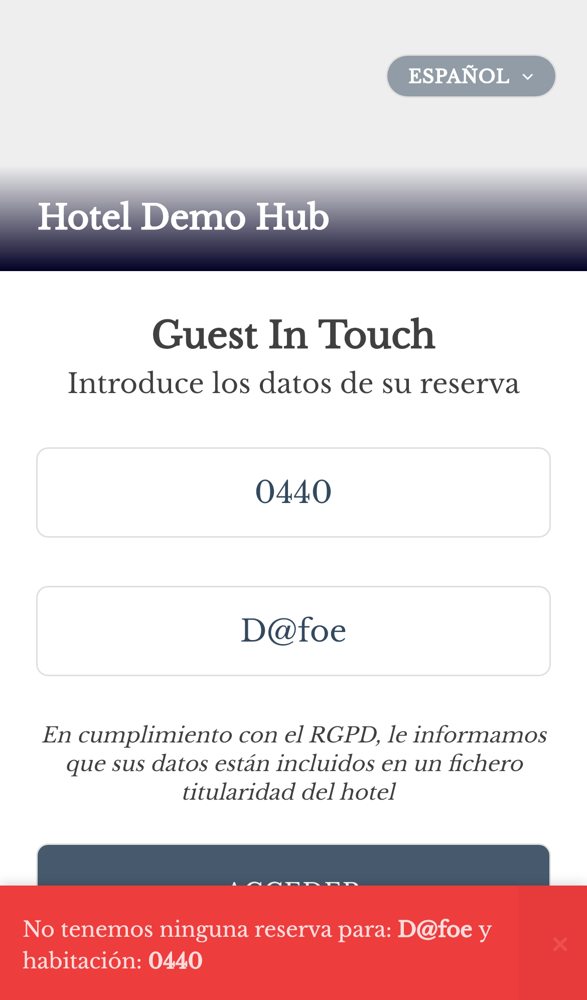 ESPAÑOL
Hotel Demo Hub
Guest In Touch
Introduce los datos de su reserva
0440
D@foe
En cumplimiento con el RGPD, le informamos
que sus datos están incluidos en un fichero
titularidad del hotel
ACCEDER
No tenemos ninguna reserva para: D@foe y
habitación: 0440